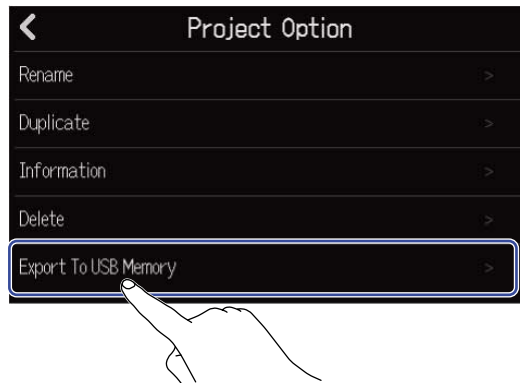 Project Option
Rename
Duplicate
Information
Delete
Export To USB Memory